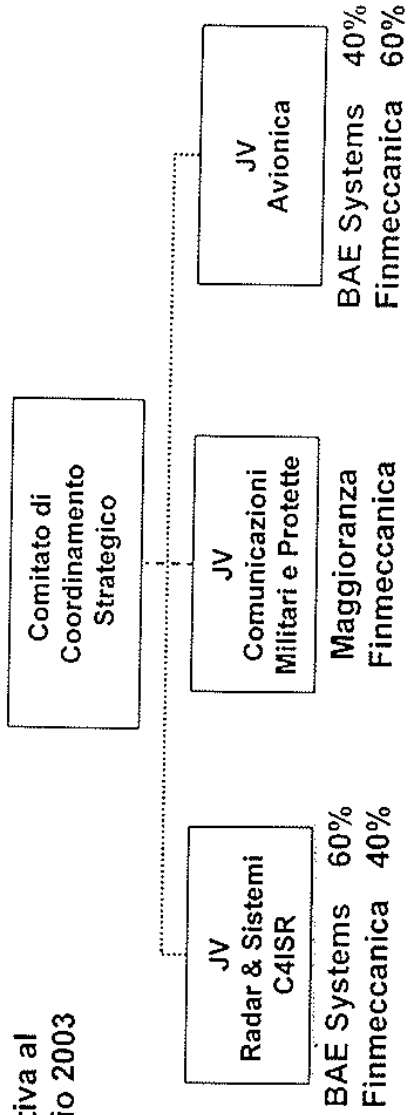 tiva al
io 2003
Comitato di
Coordinamento
Strategico
JV
Radar & Sistemi
C4ISR
BAE Systems 60%
Finmeccanica 40%
JV
Comunicazioni
Militari e Protette
Maggioranza
Finmeccanica
JV
Avionica
BAE Systems 40%
Finmeccanica 60%